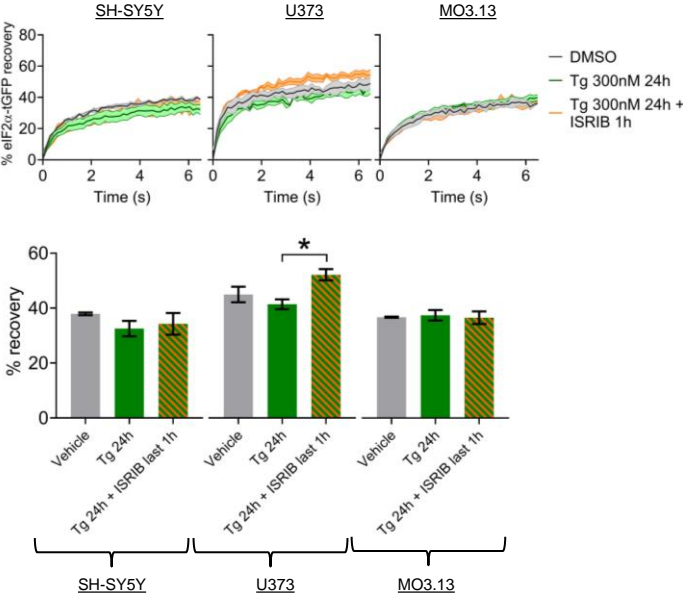 SH-SY5Y
U373
MO3.13
% eIF2α-tGFP recovery
80
60
40
20
0
0 2 4 6
0 2 4 6
0 2 4 6
Time (s)
Time (s)
Time (s)
DMSO
Tg 300nM 24h
Tg 300nM 24h +
ISRIB 1h
% recovery
60
40
20
0
*
Vehicle
Tg 24h
Tg 24h + ISRIB last 1h
Vehicle
Tg 24h
Tg 24h + ISRIB last 1h
Vehicle
Tg 24h
Tg 24h + ISRIB last 1h
SH-SY5Y
U373
MO3.13